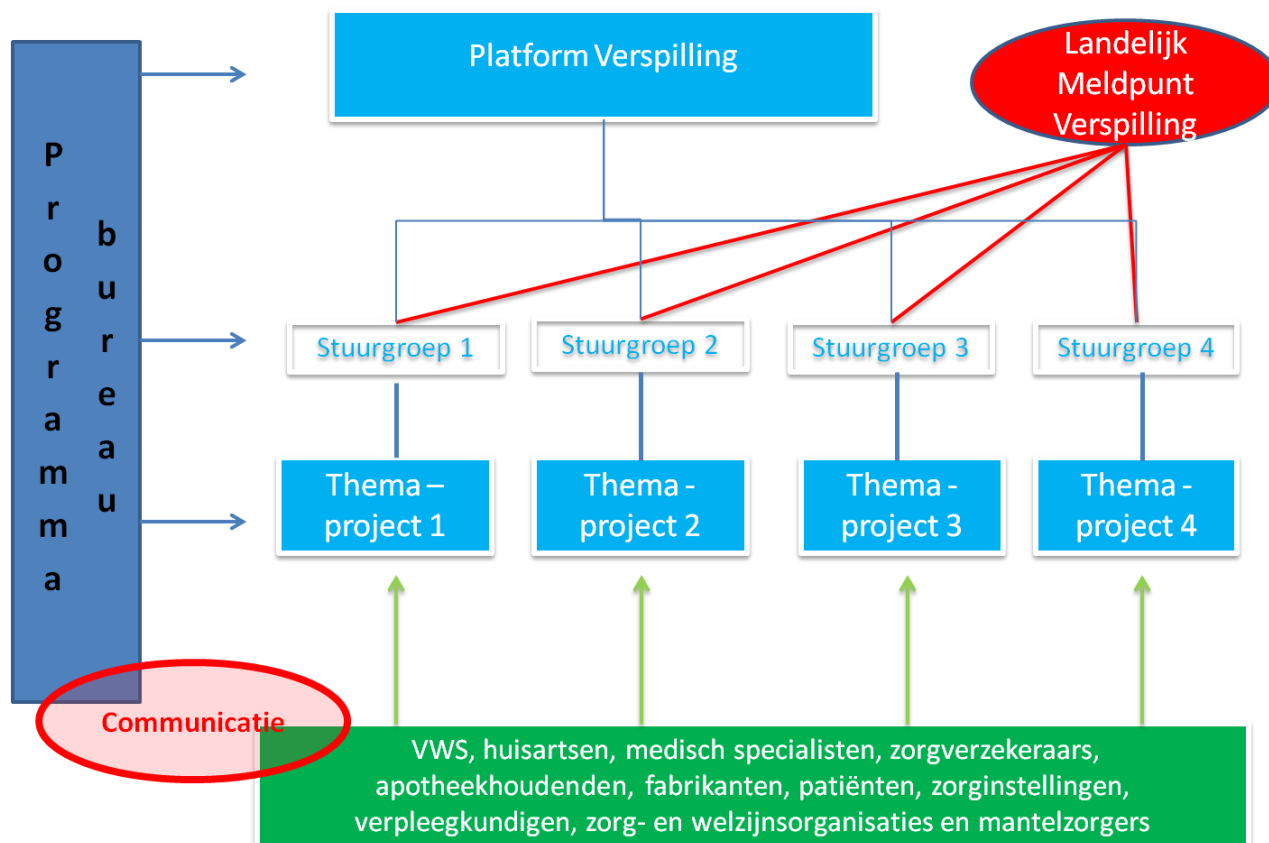 Programma
bureau
Platform Verspilling
Landelijk
Meldpunt
Verspilling
Stuurgroep 1
Stuurgroep 2
Stuurgroep 3
Stuurgroep 4
Thema –
project 1
Thema -
project 2
Thema -
project 3
Thema -
project 4
Communicatie
VWS, huisartsen, medisch specialisten, zorgverzekeraars,
apotheekhoudenden, fabrikanten, patiënten, zorginstellingen,
verpleegkundigen, zorg- en welzijnsorganisaties en mantelzorgers